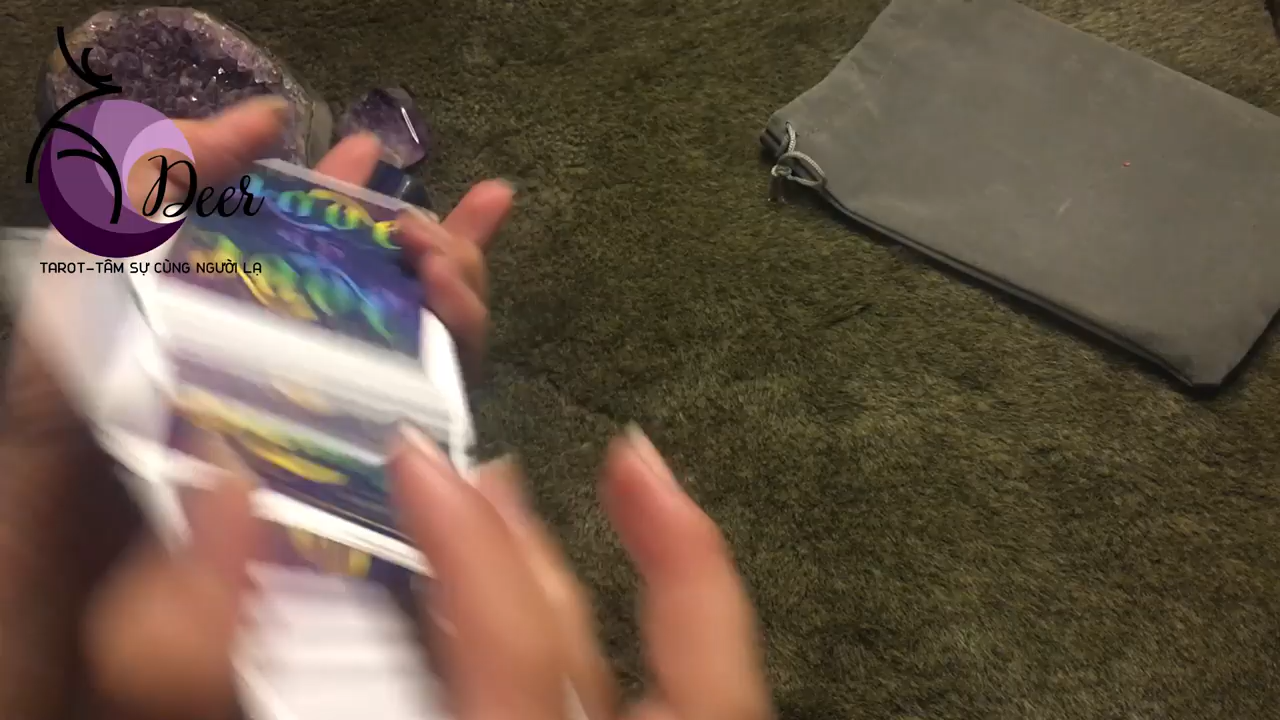 Deer
TAROT-TÂM SỰ CÙNG NGƯỜI LẠ